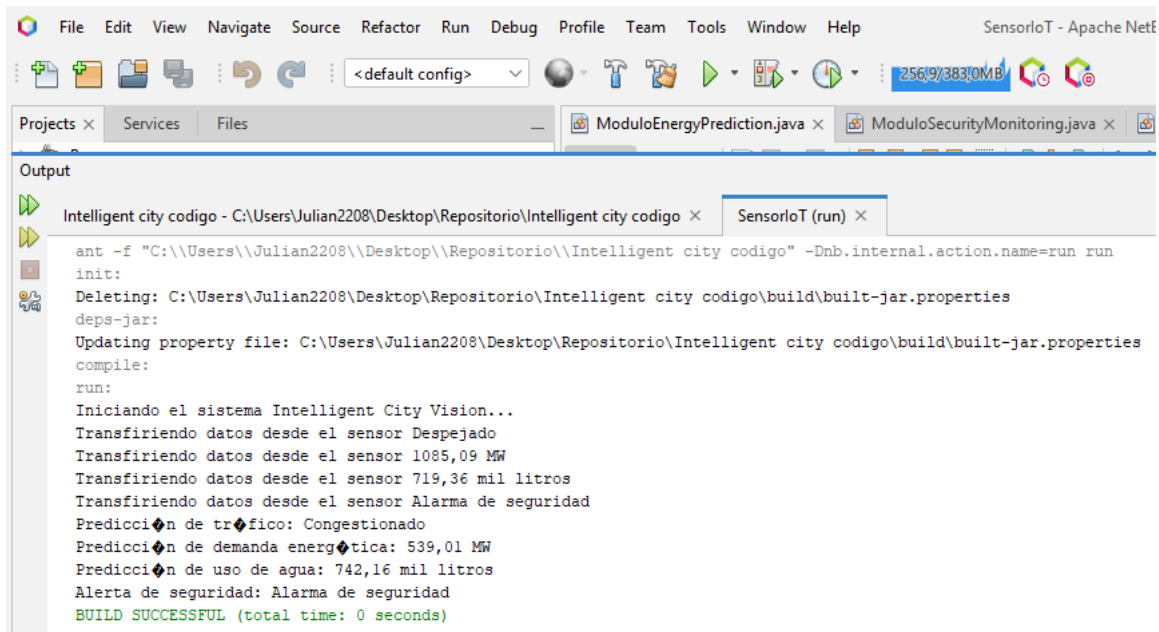 File Edit View Navigate Source Refactor Run Debug Profile Team Tools Window Help SensorIoT - Apache NetB
<default config> 256,9/383,0MB
Projects × Services Files ModuloEnergyPrediction.java × ModuloSecurityMonitoring.java ×
Output
Intelligent city codigo - C:\Users\Julian2208\Desktop\Repositorio\Intelligent city codigo × SensorIoT (run) ×
ant -f "C:\\Users\\Julian2208\\Desktop\\Repositorio\\Intelligent city codigo" -Dnb.internal.action.name=run run
init:
Deleting: C:\Users\Julian2208\Desktop\Repositorio\Intelligent city codigo\build\built-jar.properties
deps-jar:
Updating property file: C:\Users\Julian2208\Desktop\Repositorio\Intelligent city codigo\build\built-jar.properties
compile:
run:
Iniciando el sistema Intelligent City Vision...
Transfiriendo datos desde el sensor Despejado
Transfiriendo datos desde el sensor 1085,09 MW
Transfiriendo datos desde el sensor 719,36 mil litros
Transfiriendo datos desde el sensor Alarma de seguridad
Predicci�n de tr�fico: Congestionado
Predicci�n de demanda energ�tica: 539,01 MW
Predicci�n de uso de agua: 742,16 mil litros
Alerta de seguridad: Alarma de seguridad
BUILD SUCCESSFUL (total time: 0 seconds)